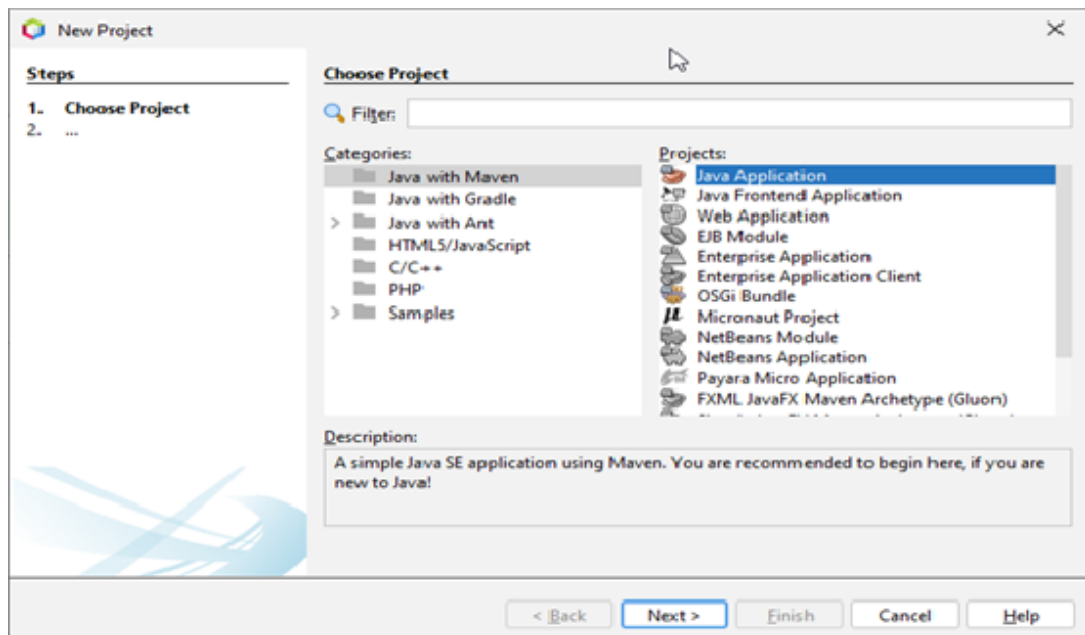 New Project
Steps
1. Choose Project
2. ...
Choose Project
Filter:
Categories:
Java with Maven
Java with Gradle
Java with Ant
HTML5/JavaScript
C/C++
PHP
Samples
Projects:
Java Application
Java Frontend Application
Web Application
EJB Module
Enterprise Application
Enterprise Application Client
OSGi Bundle
Micronaut Project
NetBeans Module
NetBeans Application
Payara Micro Application
FXML JavaFX Maven Archetype (Gluon)
Description:
A simple Java SE application using Maven. You are recommended to begin here, if you are
new to Java!
< Back Next > Finish Cancel Help